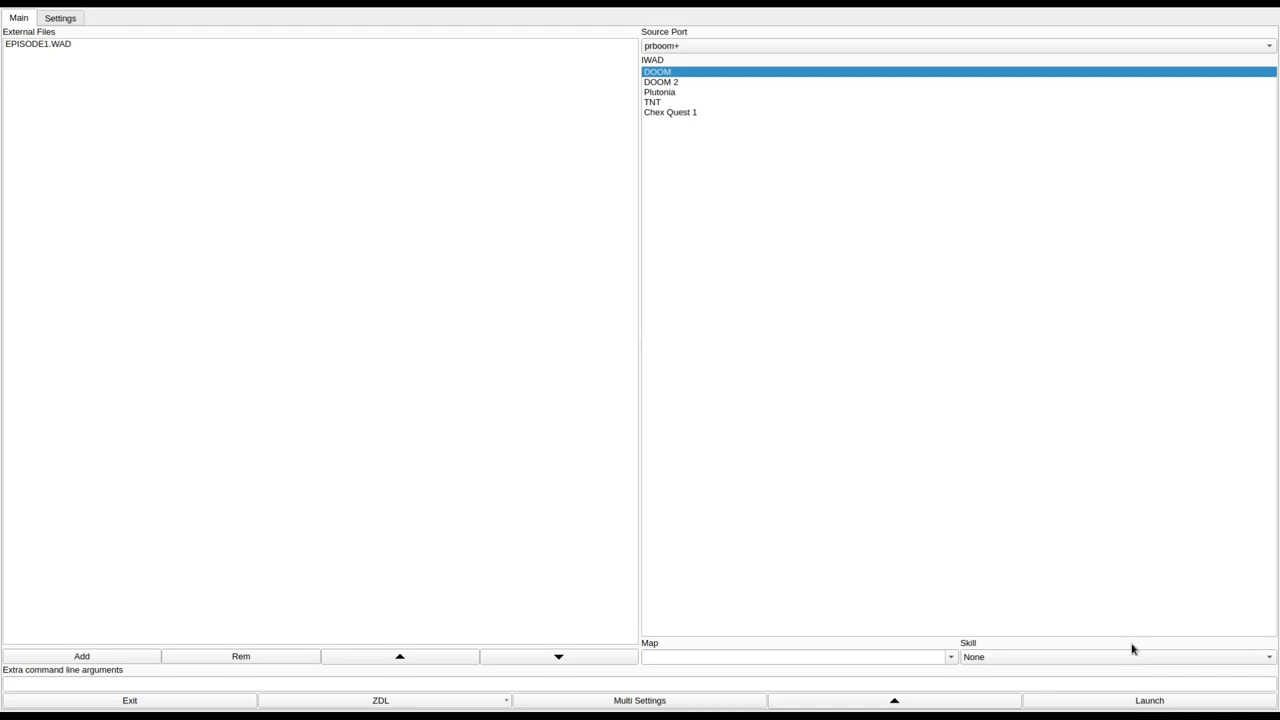 Main
Settings
External Files
EPISODE1.WAD
Source Port
prboom+
IWAD
DOOM
DOOM 2
Plutonia
TNT
Chex Quest 1
Map
Skill
None
Add
Rem
Extra command line arguments
Exit
ZDL
Multi Settings
Launch